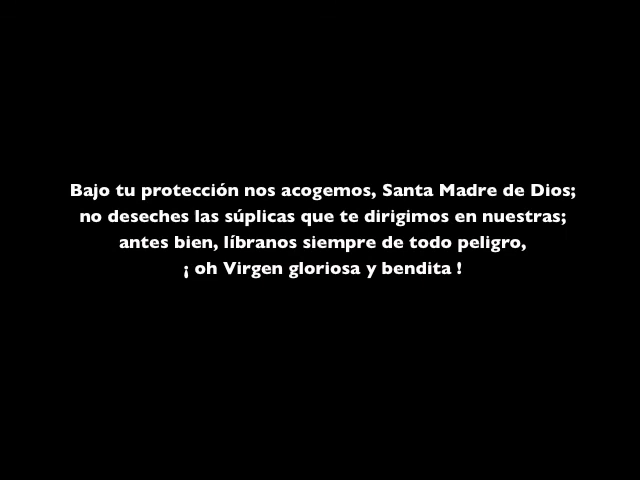 Bajo tu protección nos acogemos, Santa Madre de Dios;
no deseches las súplicas que te dirigimos en nuestras;
antes bien, líbranos siempre de todo peligro,
¡ oh Virgen gloriosa y bendita !